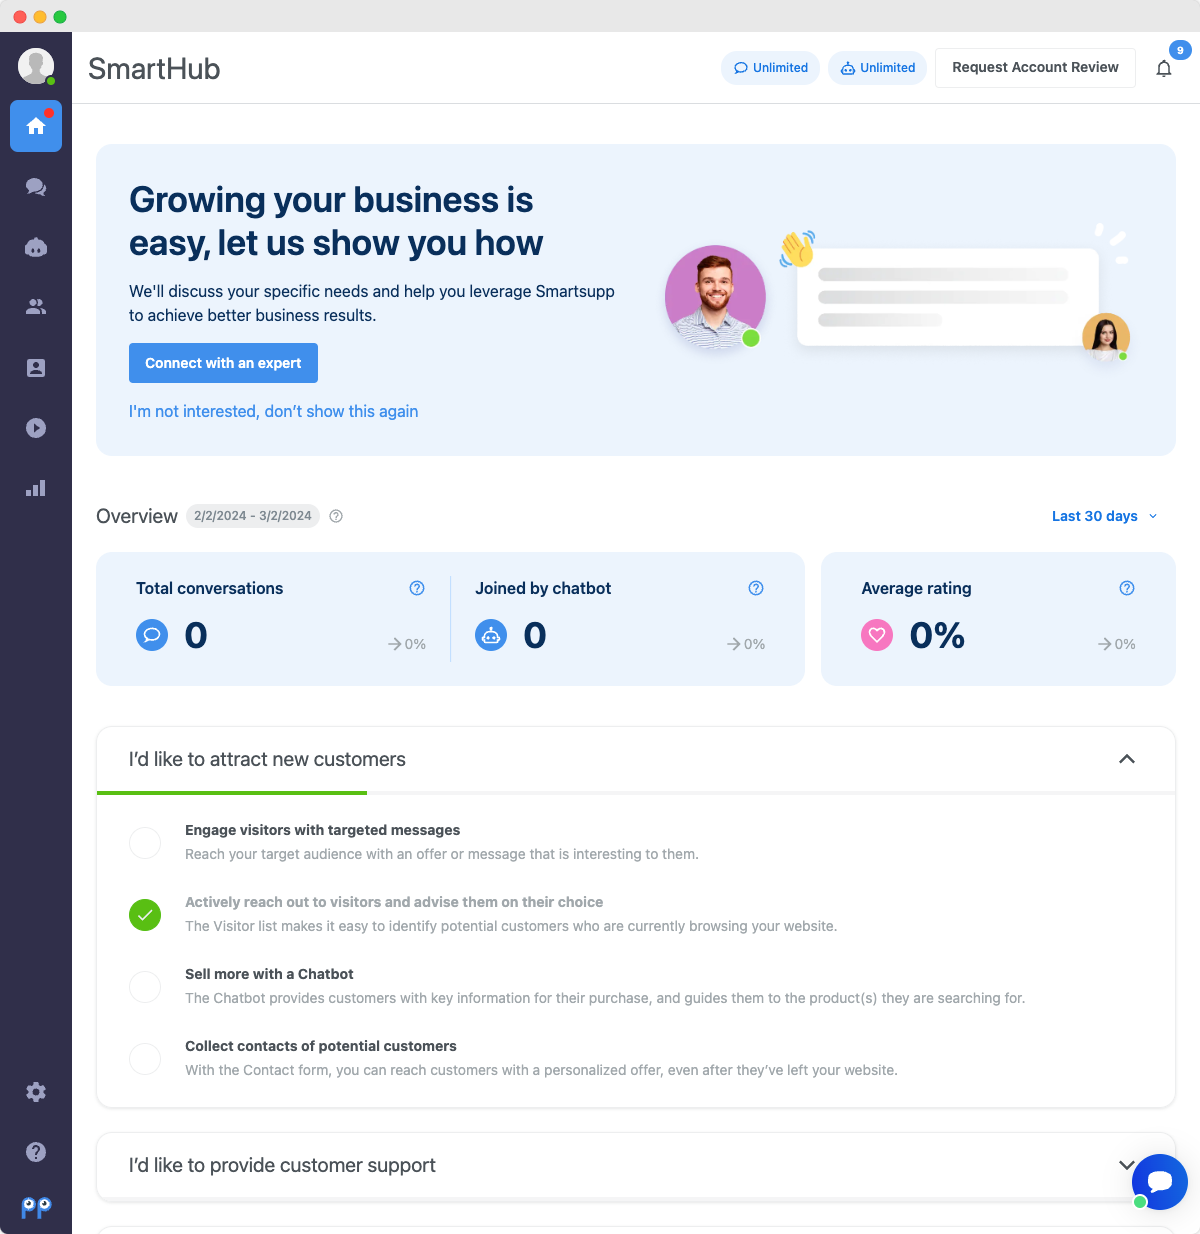 SmartHub
Unlimited
Unlimited
Request Account Review
9
Growing your business is
easy, let us show you how
We'll discuss your specific needs and help you leverage Smartsupp
to achieve better business results.
Connect with an expert
I'm not interested, don’t show this again
Overview
2/2/2024 - 3/2/2024
Last 30 days
Total conversations
0
0%
Joined by chatbot
0
0%
Average rating
0%
0%
I’d like to attract new customers
Engage visitors with targeted messages
Reach your target audience with an offer or message that is interesting to them.
Actively reach out to visitors and advise them on their choice
The Visitor list makes it easy to identify potential customers who are currently browsing your website.
Sell more with a Chatbot
The Chatbot provides customers with key information for their purchase, and guides them to the product(s) they are searching for.
Collect contacts of potential customers
With the Contact form, you can reach customers with a personalized offer, even after they’ve left your website.
I’d like to provide customer support